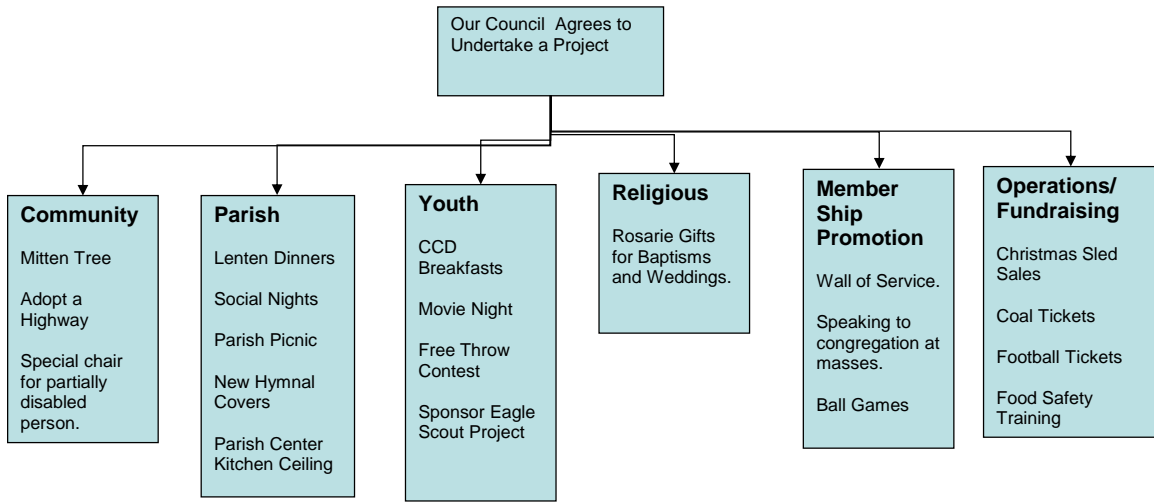 Our Council Agrees to
Undertake a Project
Community
Mitten Tree
Adopt a
Highway
Special chair
for partially
disabled
person.
Parish
Lenten Dinners
Social Nights
Parish Picnic
New Hymnal
Covers
Parish Center
Kitchen Ceiling
Youth
CCD
Breakfasts
Movie Night
Free Throw
Contest
Sponsor Eagle
Scout Project
Religious
Rosarie Gifts
for Baptisms
and Weddings.
Member
Ship
Promotion
Wall of Service.
Speaking to
congregation at
masses.
Ball Games
Operations/
Fundraising
Christmas Sled
Sales
Coal Tickets
Football Tickets
Food Safety
Training